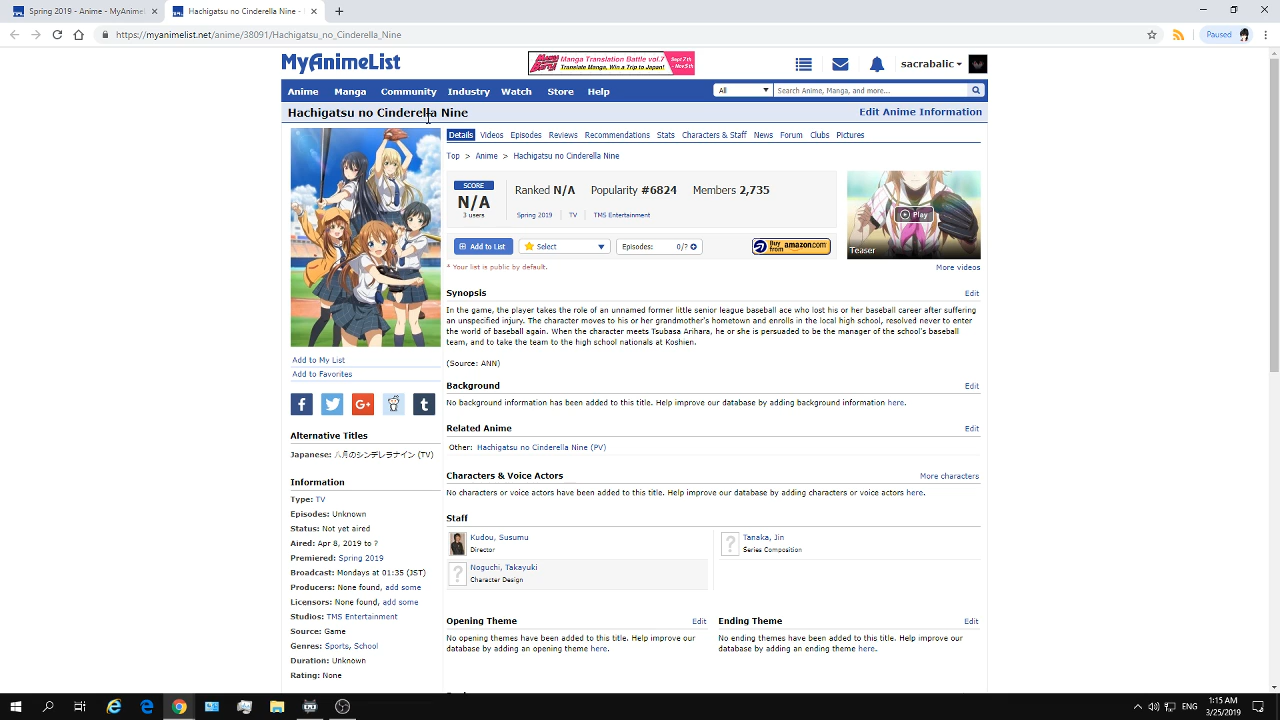 Spring 2019 - Anime - MyAnimeL
Hachigatsu no Cinderella Nine -
https://myanimelist.net/anime/38091/Hachigatsu_no_Cinderella_Nine
Paused
MyAnimeList
Manga Translation Battle vol.7
Translate Manga, Win a Trip to Japan!
Sept 7th - Nov 5th
sacrabalic
Anime Manga Community Industry Watch Store Help
All
Search Anime, Manga, and more...
Hachigatsu no Cinderella Nine
Edit Anime Information
Details Videos Episodes Reviews Recommendations Stats Characters & Staff News Forum Clubs Pictures
Top > Anime > Hachigatsu no Cinderella Nine
SCORE
N/A
3 users
Ranked N/A Popularity #6824 Members 2,735
Spring 2019 TV TMS Entertainment
Play
Teaser
Add to List
Select
Episodes: 0/?
Buy from amazon.com
* Your list is public by default.
More videos
Synopsis
Edit
In the game, the player takes the role of an unnamed former little senior league baseball ace who lost his or her baseball career after suffering
an unspecified injury. The character moves to his or her grandmother's hometown and enrolls in the local high school, resolved never to enter
the world of baseball again. When the character meets Tsubasa Arihara, he or she is persuaded to be the manager of the school's baseball
team, and to take the team to the high school nationals at Koshien.
(Source: ANN)
Background
Edit
No background information has been added to this title. Help improve our database by adding background information here.
Related Anime
Edit
Other: Hachigatsu no Cinderella Nine (PV)
Characters & Voice Actors
More characters
No characters or voice actors have been added to this title. Help improve our database by adding characters or voice actors here.
Staff
Kudou, Susumu
Director
Tanaka, Jin
Series Composition
Noguchi, Takayuki
Character Design
Opening Theme
Edit
No opening themes have been added to this title. Help improve our
database by adding an opening theme here.
Ending Theme
Edit
No ending themes have been added to this title. Help improve our
database by adding an ending theme here.
Add to My List
Add to Favorites
Alternative Titles
Japanese: 八月のシンデレラナイン (TV)
Information
Type: TV
Episodes: Unknown
Status: Not yet aired
Aired: Apr 8, 2019 to ?
Premiered: Spring 2019
Broadcast: Mondays at 01:35 (JST)
Producers: None found, add some
Licensors: None found, add some
Studios: TMS Entertainment
Source: Game
Genres: Sports, School
Duration: Unknown
Rating: None
ENG
1:15 AM
3/25/2019